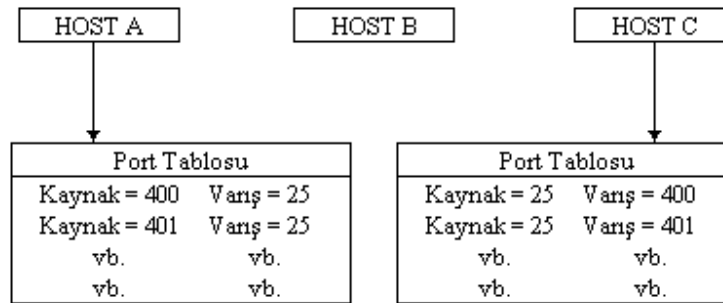 HOST A
HOST B
HOST C
Port Tablosu
Kaynak = 400 Varış = 25
Kaynak = 401 Varış = 25
vb. vb.
vb. vb.
Port Tablosu
Kaynak = 25 Varış = 400
Kaynak = 25 Varış = 401
vb. vb.
vb. vb.